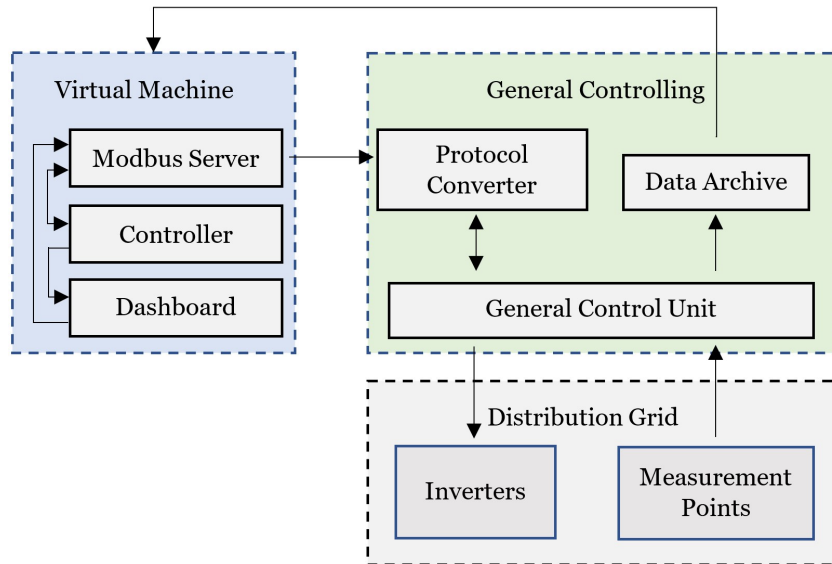 Virtual Machine
Modbus Server
Controller
Dashboard
General Controlling
Protocol
Converter
Data Archive
General Control Unit
Distribution Grid
Inverters
Measurement
Points